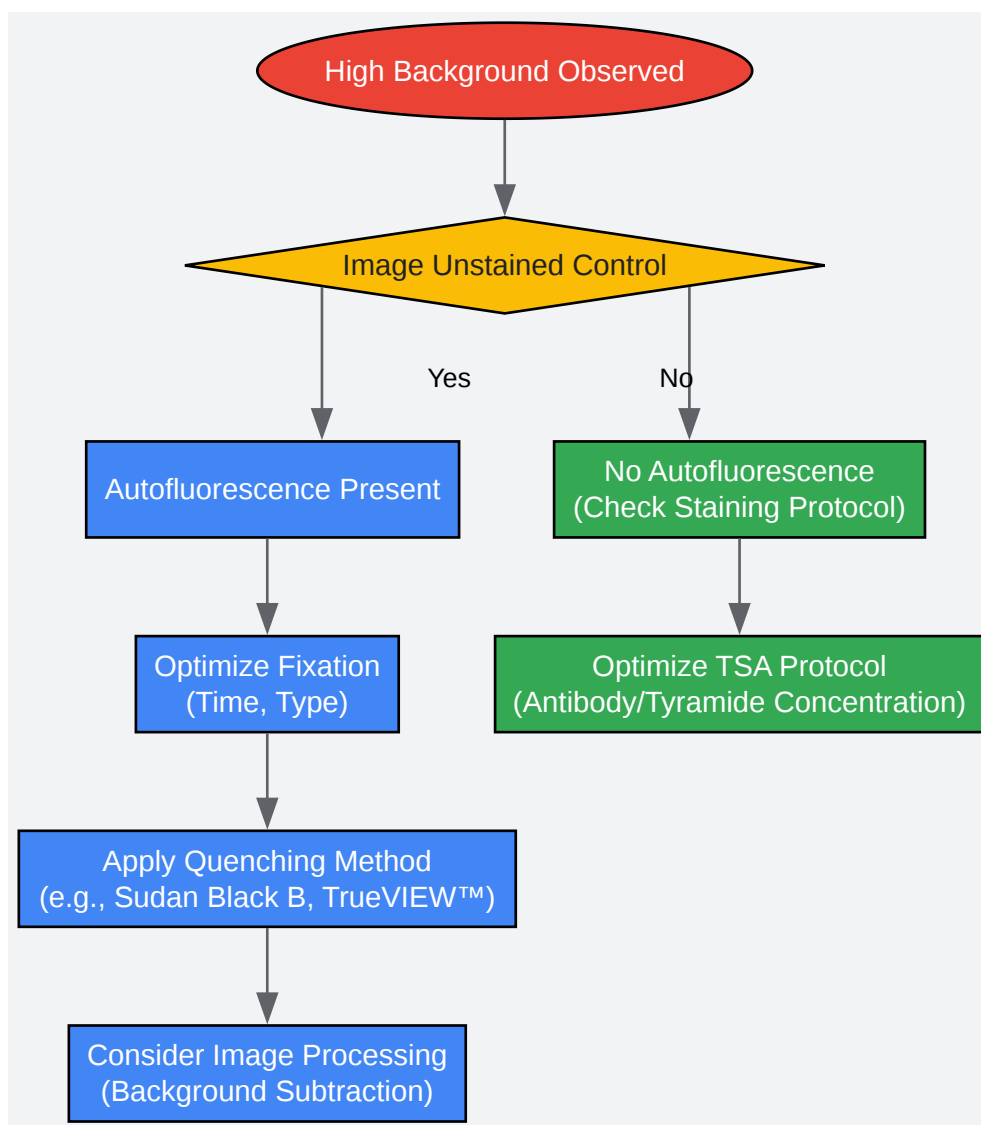 High Background Observed
Image Unstained Control
Yes
No
Autofluorescence Present
No Autofluorescence
(Check Staining Protocol)
Optimize Fixation
(Time, Type)
Optimize TSA Protocol
(Antibody/Tyramide Concentration)
Apply Quenching Method
(e.g., Sudan Black B, TrueVIEW™)
Consider Image Processing
(Background Subtraction)